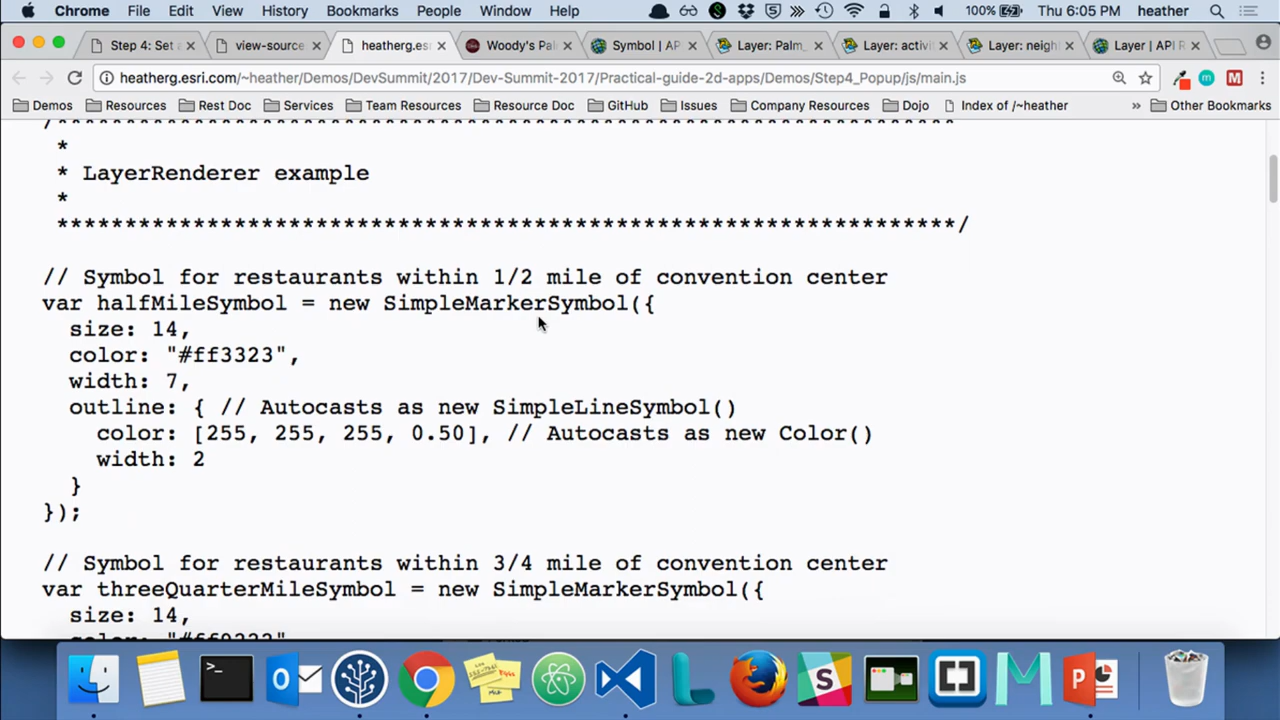 Chrome File Edit View History Bookmarks People Window Help 100% Thu 6:05 PM heather
Step 4: Set view-source heatherg.es Woody's Pa Symbol | AP Layer: Palm_ Layer: activi Layer: neigh Layer | API R
heatherg.esri.com/~heather/Demos/DevSummit/2017/Dev-Summit-2017/Practical-guide-2d-apps/Demos/Step4_Popup/js/main.js
Demos Resources Rest Doc Services Team Resources Resource Doc GitHub Issues Company Resources Dojo Index of /~heather » Other Bookmarks
/******************************************************************
*
* LayerRenderer example
*
******************************************************************/
// Symbol for restaurants within 1/2 mile of convention center
var halfMileSymbol = new SimpleMarkerSymbol({
size: 14,
color: "#ff3323",
width: 7,
outline: { // Autocasts as new SimpleLineSymbol()
color: [255, 255, 255, 0.50], // Autocasts as new Color()
width: 2
}
});
// Symbol for restaurants within 3/4 mile of convention center
var threeQuarterMileSymbol = new SimpleMarkerSymbol({
size: 14,